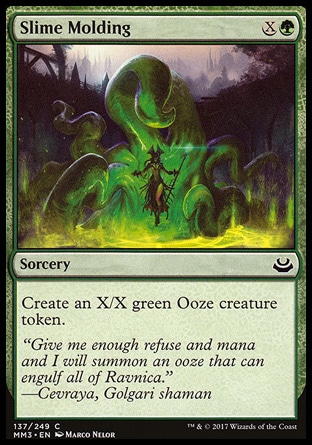 Slime Molding X
Sorcery
Create an X/X green Ooze creature
token.
“Give me enough refuse and mana
and I will summon an ooze that can
engulf all of Ravnica.”
—Cevraya, Golgari shaman
137/249 C
MM3 • EN MARCO NELOR ™ & © 2017 Wizards of the Coast